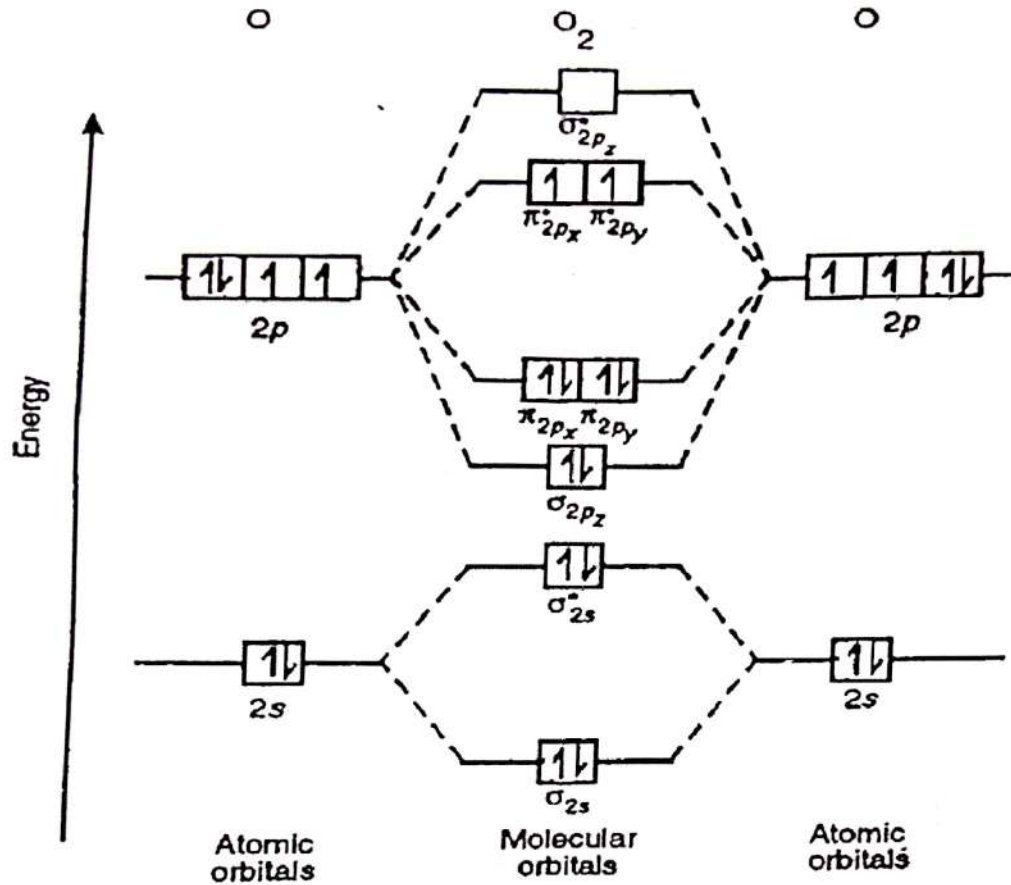 O O₂ O
σ*2pz
π*2px π*2py
2p 2p
π2px π2py
σ2pz
Energy
σ*2s
2s 2s
σ2s
Atomic orbitals Molecular orbitals Atomic orbitals